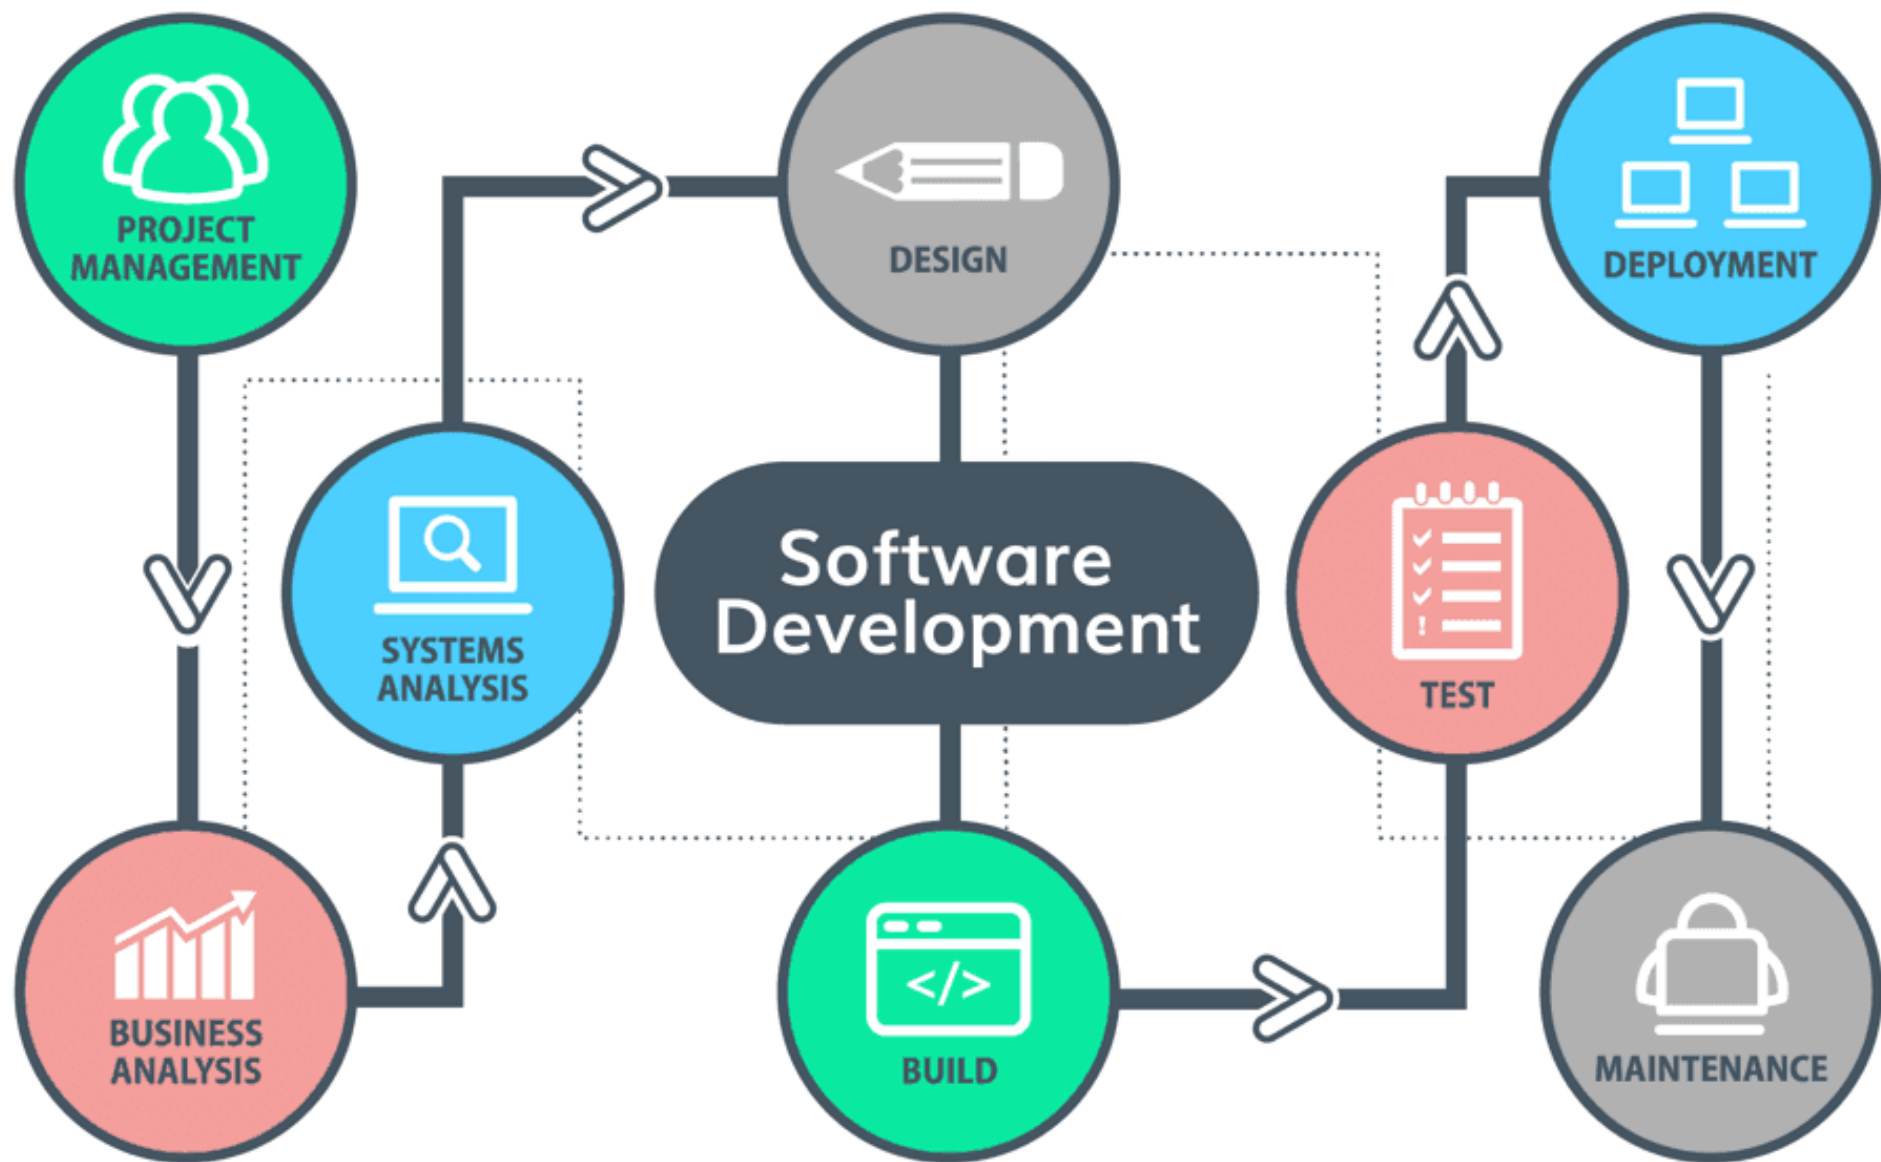 PROJECT
MANAGEMENT
BUSINESS
ANALYSIS
SYSTEMS
ANALYSIS
DESIGN
Software
Development
</>
BUILD
TEST
DEPLOYMENT
MAINTENANCE